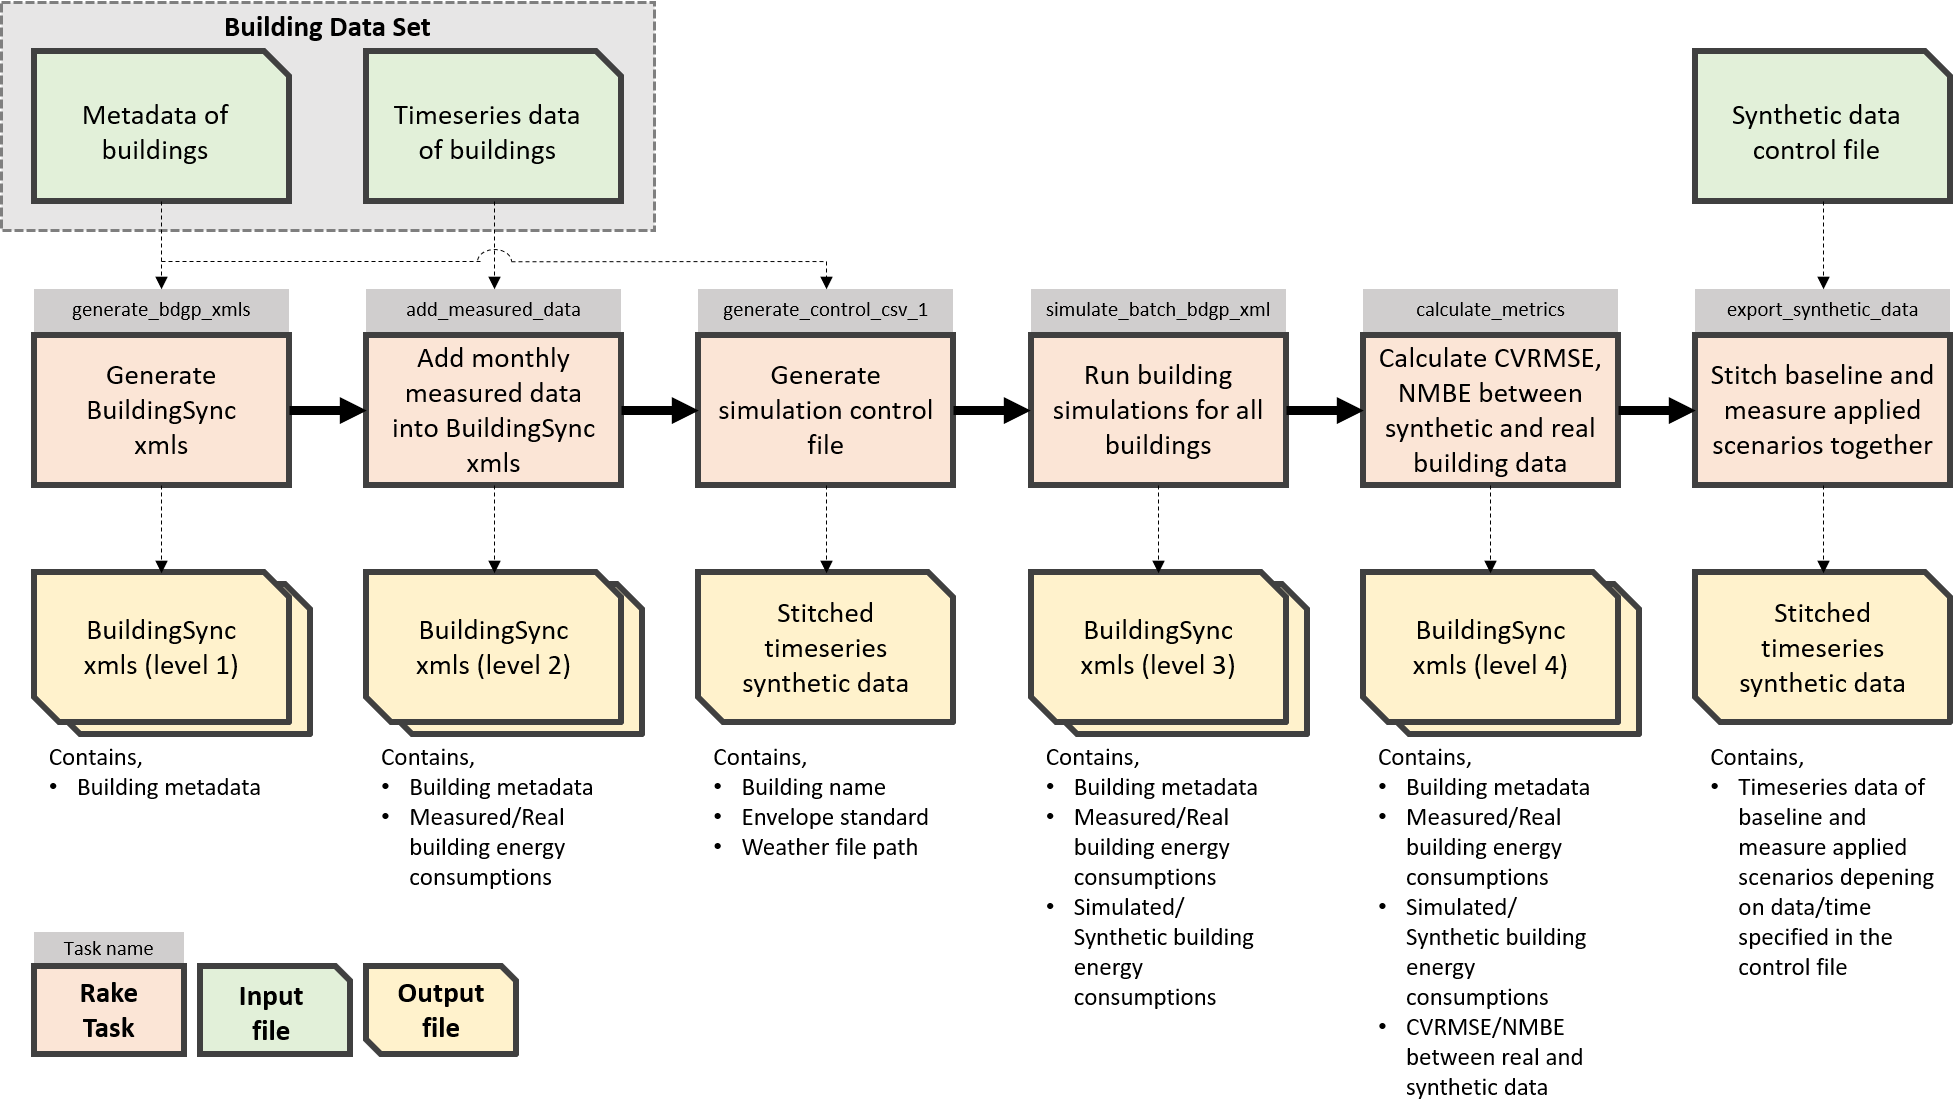 Building Data Set
Metadata of
buildings
Timeseries data
of buildings
Synthetic data
control file
generate_bdgp_xmls
Generate
BuildingSync
xmls
add_measured_data
Add monthly
measured data
into BuildingSync
xmls
generate_control_csv_1
Generate
simulation control
file
simulate_batch_bdgp_xml
Run building
simulations for all
buildings
calculate_metrics
Calculate CVRMSE,
NMBE between
synthetic and real
building data
export_synthetic_data
Stitch baseline and
measure applied
scenarios together
BuildingSync
xmls (level 1)
Contains,
• Building metadata
BuildingSync
xmls (level 2)
Contains,
• Building metadata
• Measured/Real
building energy
consumptions
Stitched
timeseries
synthetic data
Contains,
• Building name
• Envelope standard
• Weather file path
BuildingSync
xmls (level 3)
Contains,
• Building metadata
• Measured/Real
building energy
consumptions
• Simulated/
Synthetic building
energy
consumptions
BuildingSync
xmls (level 4)
Contains,
• Building metadata
• Measured/Real
building energy
consumptions
• Simulated/
Synthetic building
energy
consumptions
• CVRMSE/NMBE
between real and
synthetic data
Stitched
timeseries
synthetic data
Contains,
• Timeseries data of
baseline and
measure applied
scenarios depening
on data/time
specified in the
control file
Task name
Rake
Task
Input
file
Output
file